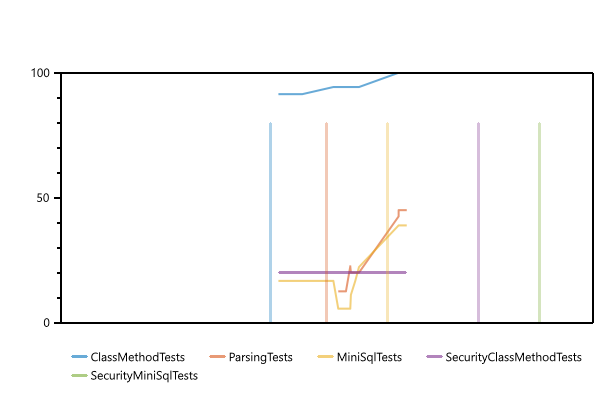 100
50
0
ClassMethodTests ParsingTests MiniSqlTests SecurityClassMethodTests
SecurityMiniSqlTests